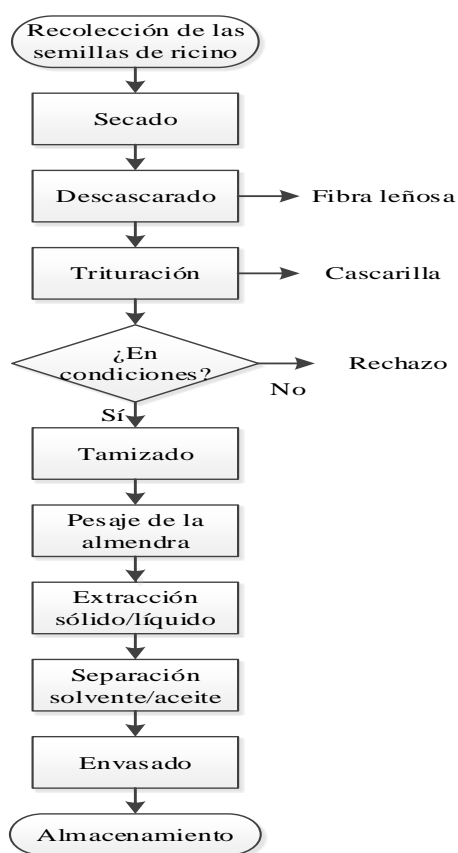 Recolección de las
semillas de ricino
Secado
Descascarado
Fibra leñosa
Trituración
Cascarilla
¿En
condiciones?
Rechazo
No
Sí
Tamizado
Pesaje de la
almendra
Extracción
sólido/líquido
Separación
solvente/aceite
Envasado
Almacenamiento